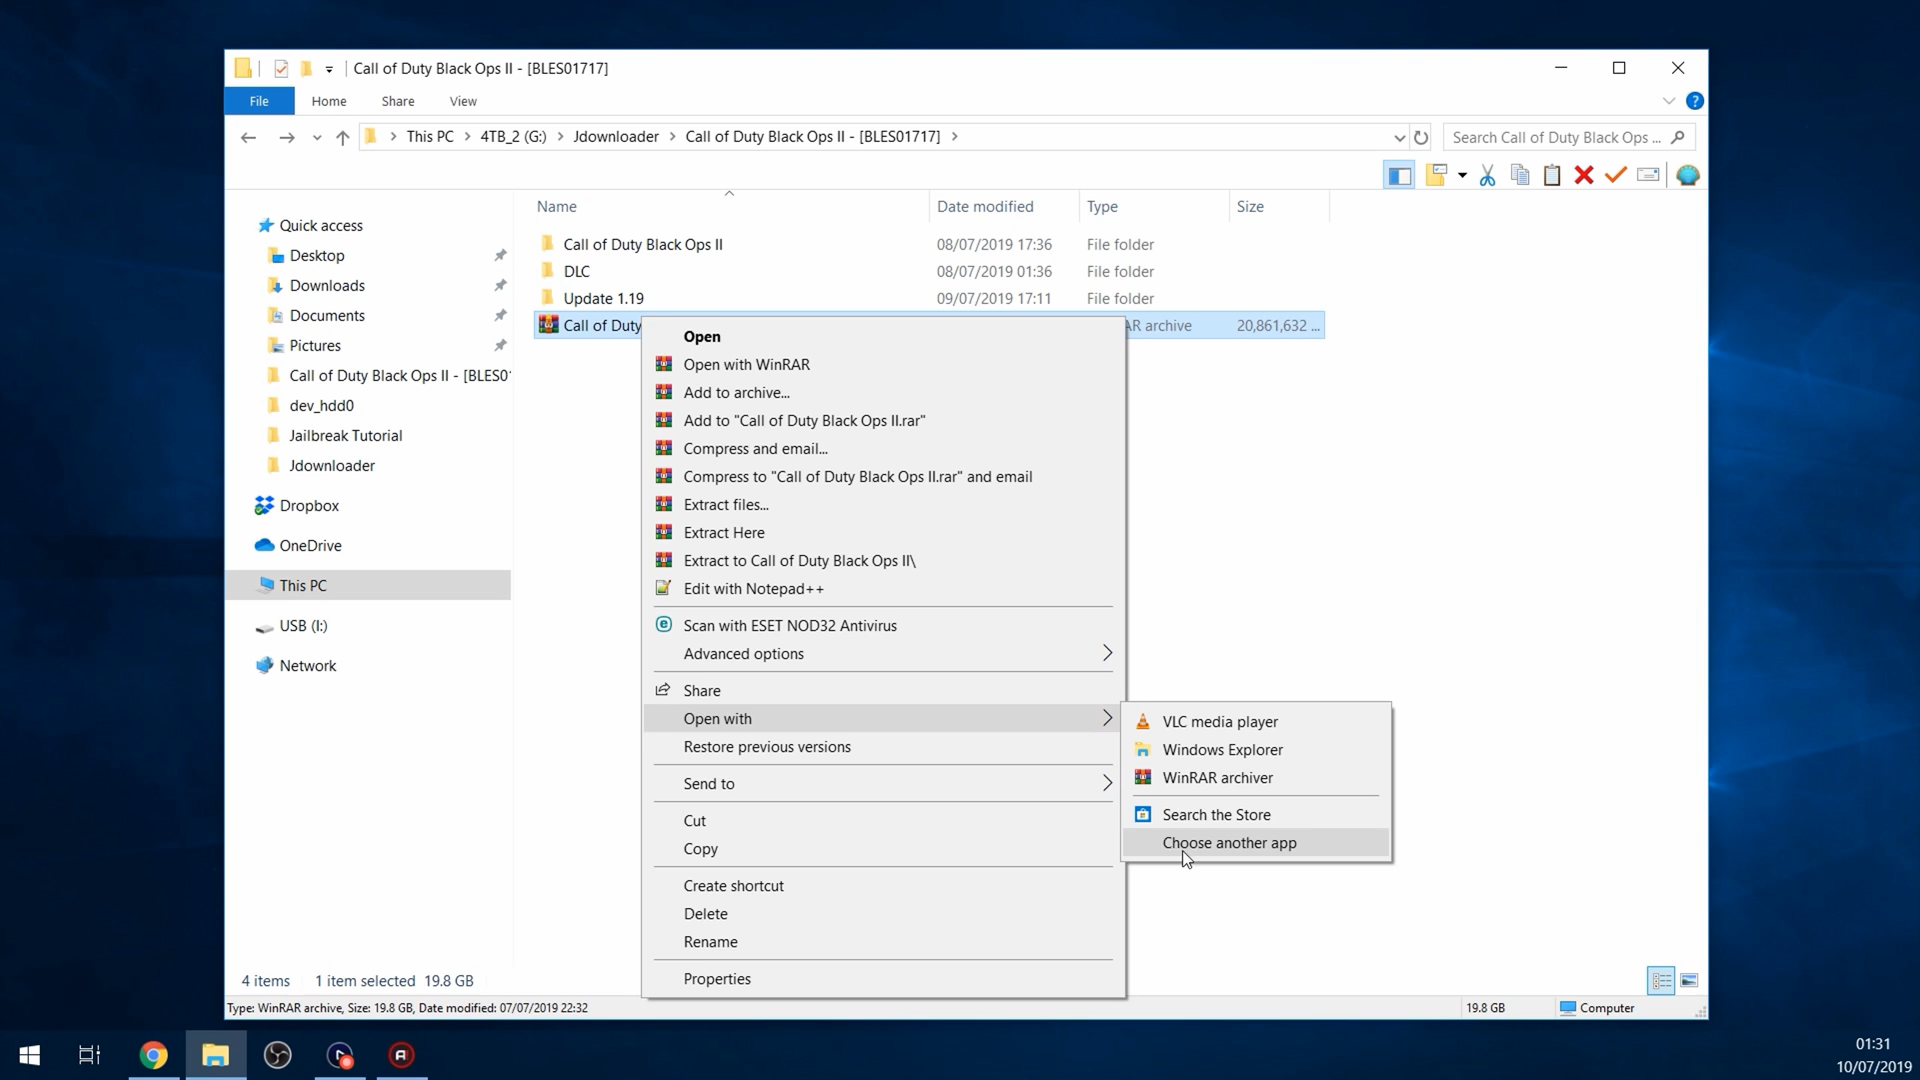 Call of Duty Black Ops II - [BLES01717]
File Home Share View
This PC 4TB_2 (G:) Jdownloader Call of Duty Black Ops II - [BLES01717]
Search Call of Duty Black Ops ...
Name Date modified Type Size
Quick access
Desktop
Downloads
Documents
Pictures
Call of Duty Black Ops II - [BLES0
dev_hdd0
Jailbreak Tutorial
Jdownloader
Dropbox
OneDrive
This PC
USB (I:)
Network
Call of Duty Black Ops II 08/07/2019 17:36 File folder
DLC 08/07/2019 01:36 File folder
Update 1.19 09/07/2019 17:11 File folder
Call of Duty AR archive 20,861,632 ...
Open
Open with WinRAR
Add to archive...
Add to "Call of Duty Black Ops II.rar"
Compress and email...
Compress to "Call of Duty Black Ops II.rar" and email
Extract files...
Extract Here
Extract to Call of Duty Black Ops II\
Edit with Notepad++
Scan with ESET NOD32 Antivirus
Advanced options
Share
Open with
Restore previous versions
Send to
Cut
Copy
Create shortcut
Delete
Rename
Properties
VLC media player
Windows Explorer
WinRAR archiver
Search the Store
Choose another app
4 items 1 item selected 19.8 GB
Type: WinRAR archive, Size: 19.8 GB, Date modified: 07/07/2019 22:32
19.8 GB Computer
01:31
10/07/2019